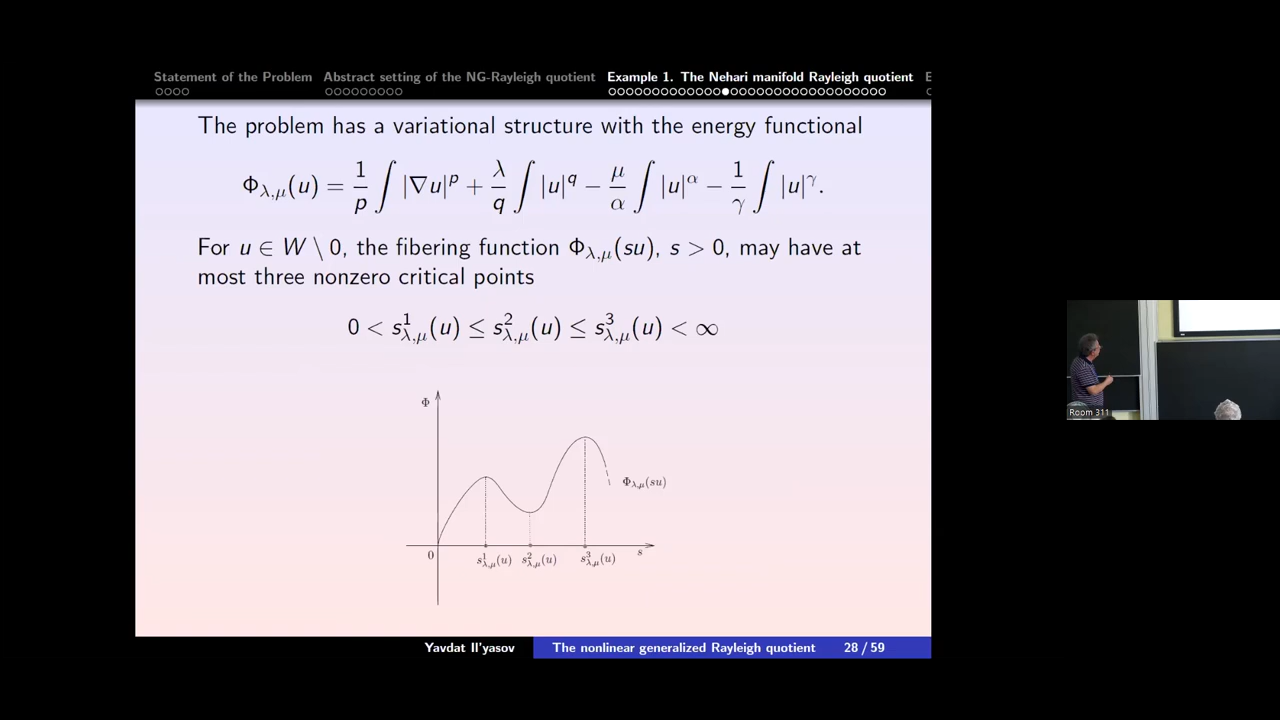 Statement of the Problem Abstract setting of the NG-Rayleigh quotient Example 1. The Nehari manifold Rayleigh quotient E
The problem has a variational structure with the energy functional
Φ_{λ,μ}(u) = 1/p ∫ |∇u|^p + λ/q ∫ |u|^q − μ/α ∫ |u|^α − 1/γ ∫ |u|^γ.
For u ∈ W \ 0, the fibering function Φ_{λ,μ}(su), s > 0, may have at
most three nonzero critical points
0 < s^1_{λ,μ}(u) ≤ s^2_{λ,μ}(u) ≤ s^3_{λ,μ}(u) < ∞
Φ
Φ_{λ,μ}(su)
0 s^1_{λ,μ}(u) s^2_{λ,μ}(u) s^3_{λ,μ}(u) s
Yavdat Il'yasov The nonlinear generalized Rayleigh quotient 28 / 59
Room 311